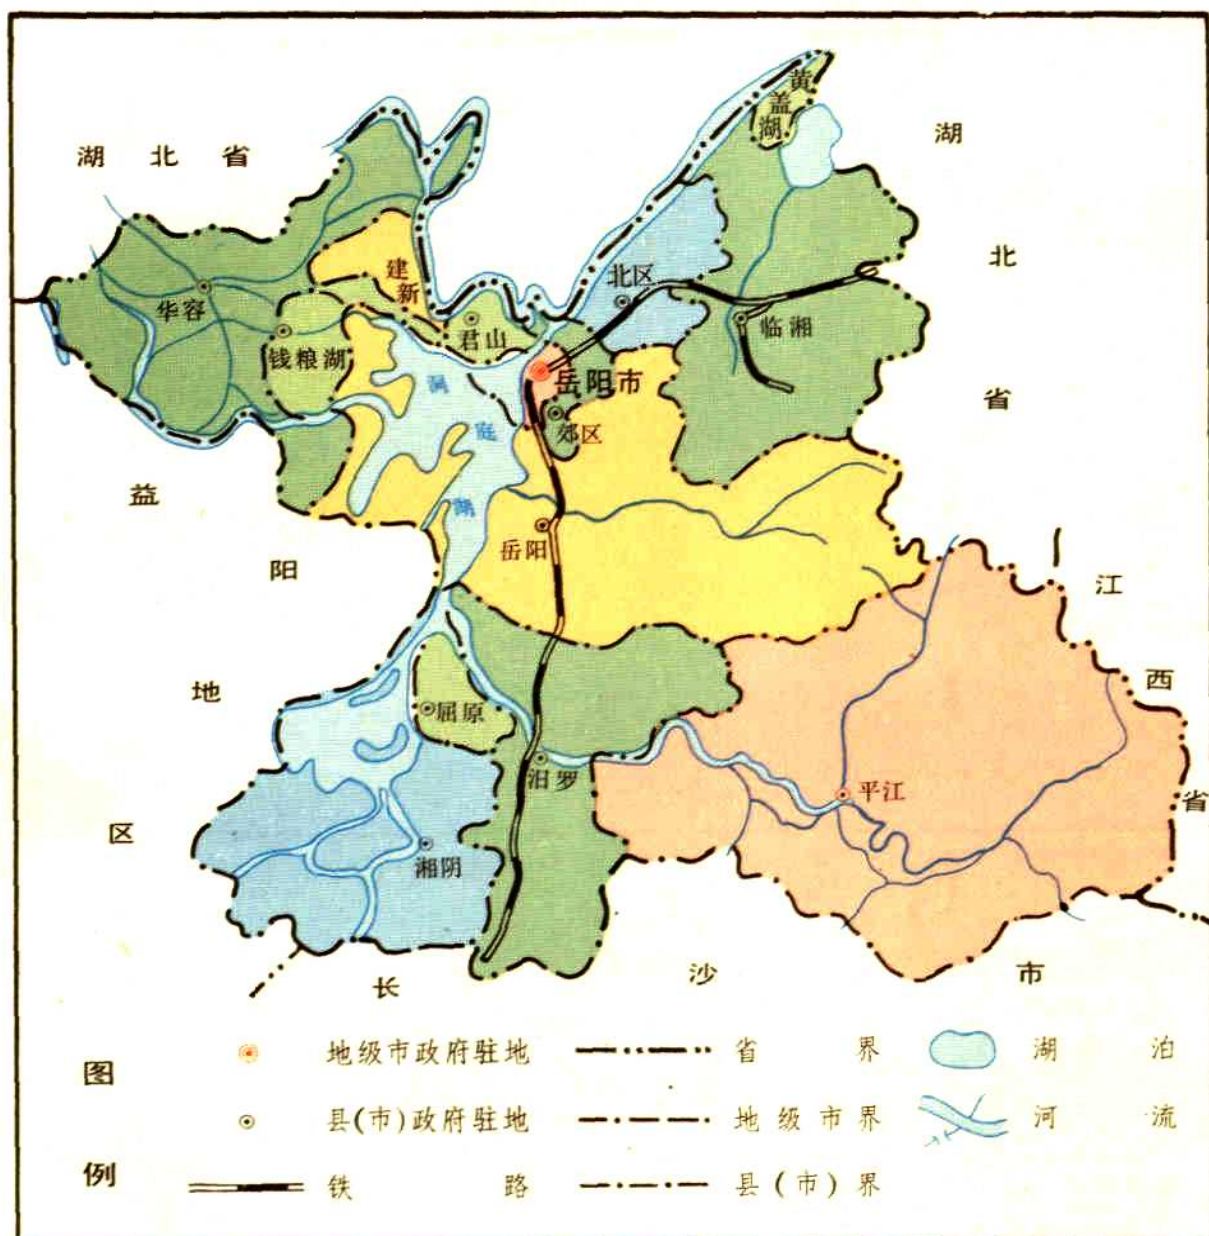 湖北省
湖北省
黄盖湖
建新
北区
华容
君山
临湘
钱粮湖
岳阳市
洞庭湖
郊区
益阳地区
岳阳
江西省
屈原
汨罗
平江
湘阴
长沙市
图例
地级市政府驻地
省界
湖泊
县(市)政府驻地
地级市界
河流
铁路
县(市)界